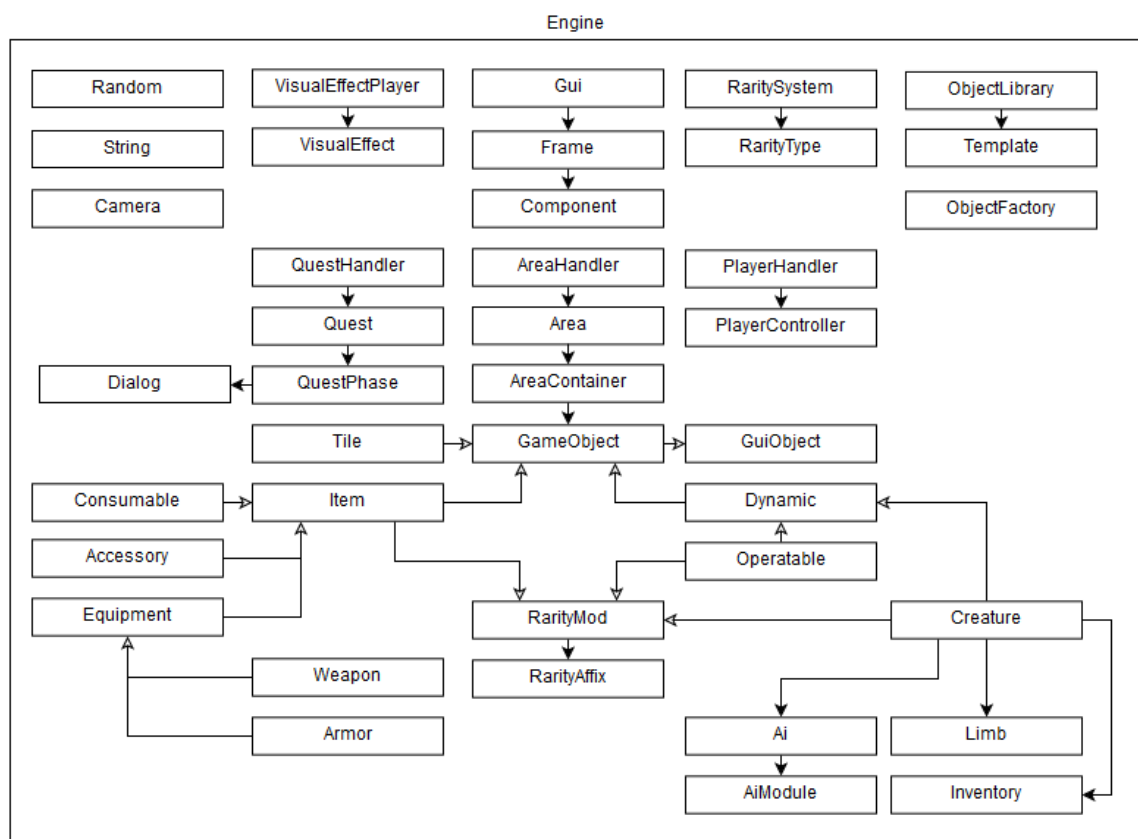 Engine
Random
VisualEffectPlayer
Gui
RaritySystem
ObjectLibrary
String
VisualEffect
Frame
RarityType
Template
Camera
Component
ObjectFactory
QuestHandler
AreaHandler
PlayerHandler
Quest
Area
PlayerController
Dialog
QuestPhase
AreaContainer
Tile
GameObject
GuiObject
Consumable
Item
Dynamic
Accessory
Operatable
Equipment
RarityMod
Creature
Weapon
RarityAffix
Armor
Ai
Limb
AiModule
Inventory